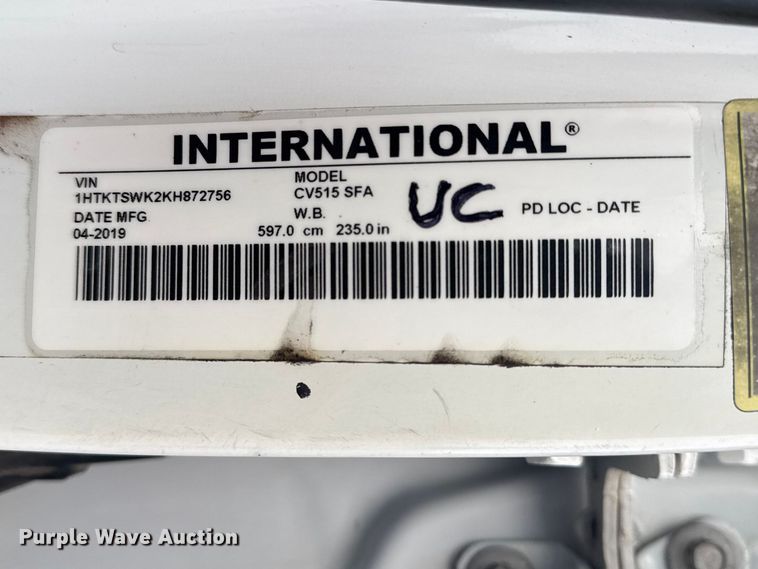 INTERNATIONAL®
VIN
1HTKTSWK2KH872756
MODEL
CV515 SFA
DATE MFG
04-2019
W.B.
597.0 cm 235.0 in
UC
PD LOC - DATE
Purple Wave Auction